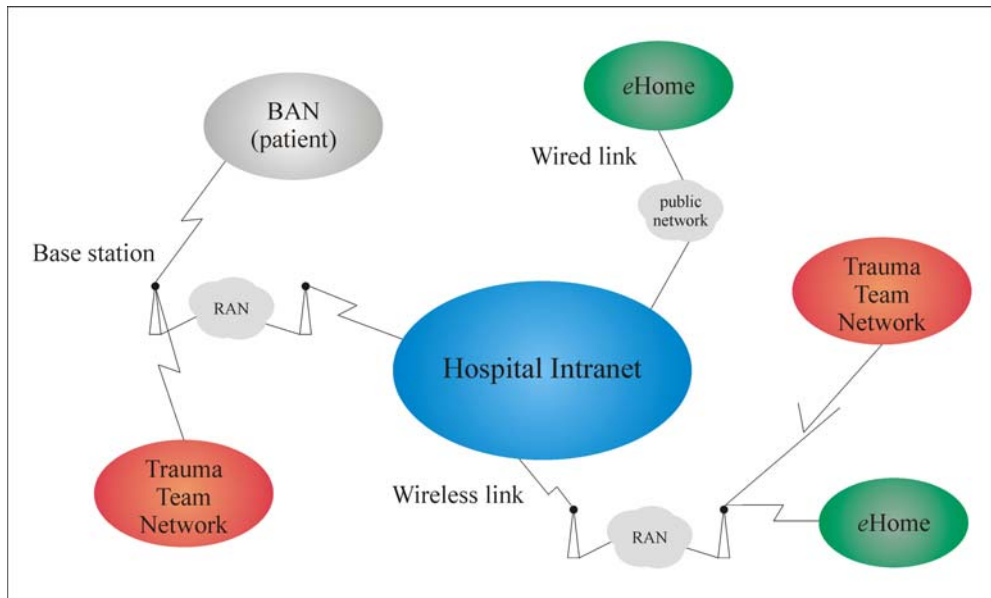 eHome
BAN
(patient)
Wired link
public
network
Base station
Trauma
Team
Network
RAN
Hospital Intranet
Trauma
Team
Network
Wireless link
eHome
RAN